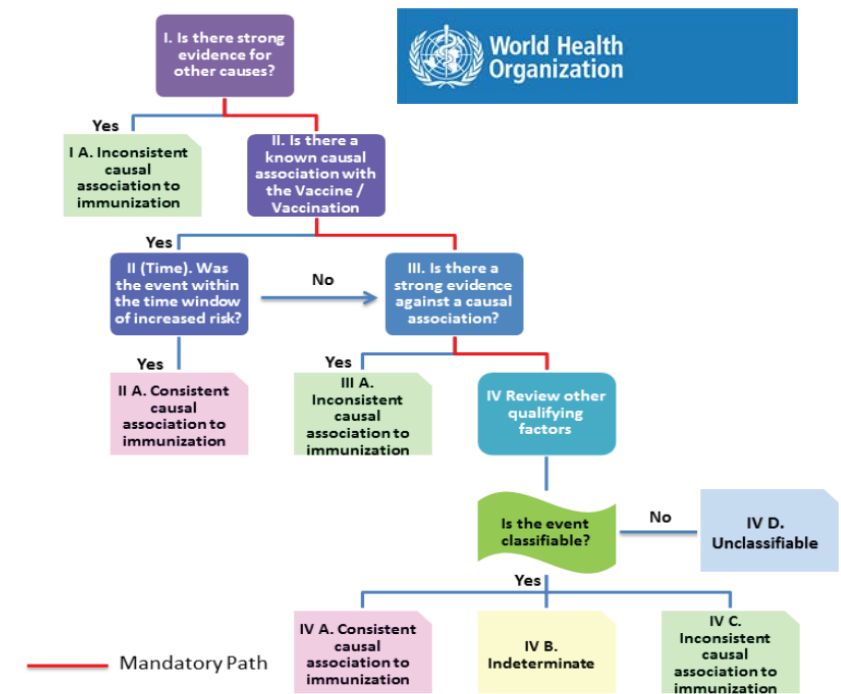 I. Is there strong
evidence for
other causes?
World Health
Organization
Yes
I A. Inconsistent
causal
association to
immunization
II. Is there a
known causal
association with
the Vaccine /
Vaccination
Yes
II (Time). Was
the event within
the time window
of increased risk?
No
III. Is there a
strong evidence
against a causal
association?
Yes
II A. Consistent
causal
association to
immunization
Yes
III A.
Inconsistent
causal
association to
immunization
IV Review other
qualifying
factors
Is the event
classifiable?
No
IV D.
Unclassifiable
Yes
IV A. Consistent
causal
association to
immunization
IV B.
Indeterminate
IV C.
Inconsistent
causal
association to
immunization
Mandatory Path